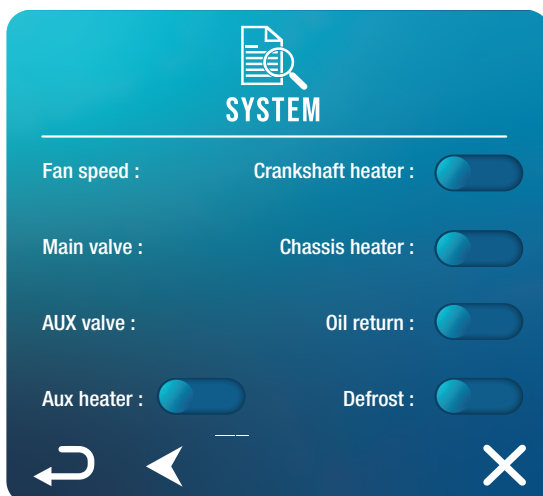 SYSTEM
Fan speed : Crankshaft heater :
Main valve : Chassis heater :
AUX valve : Oil return :
Aux heater : Defrost :